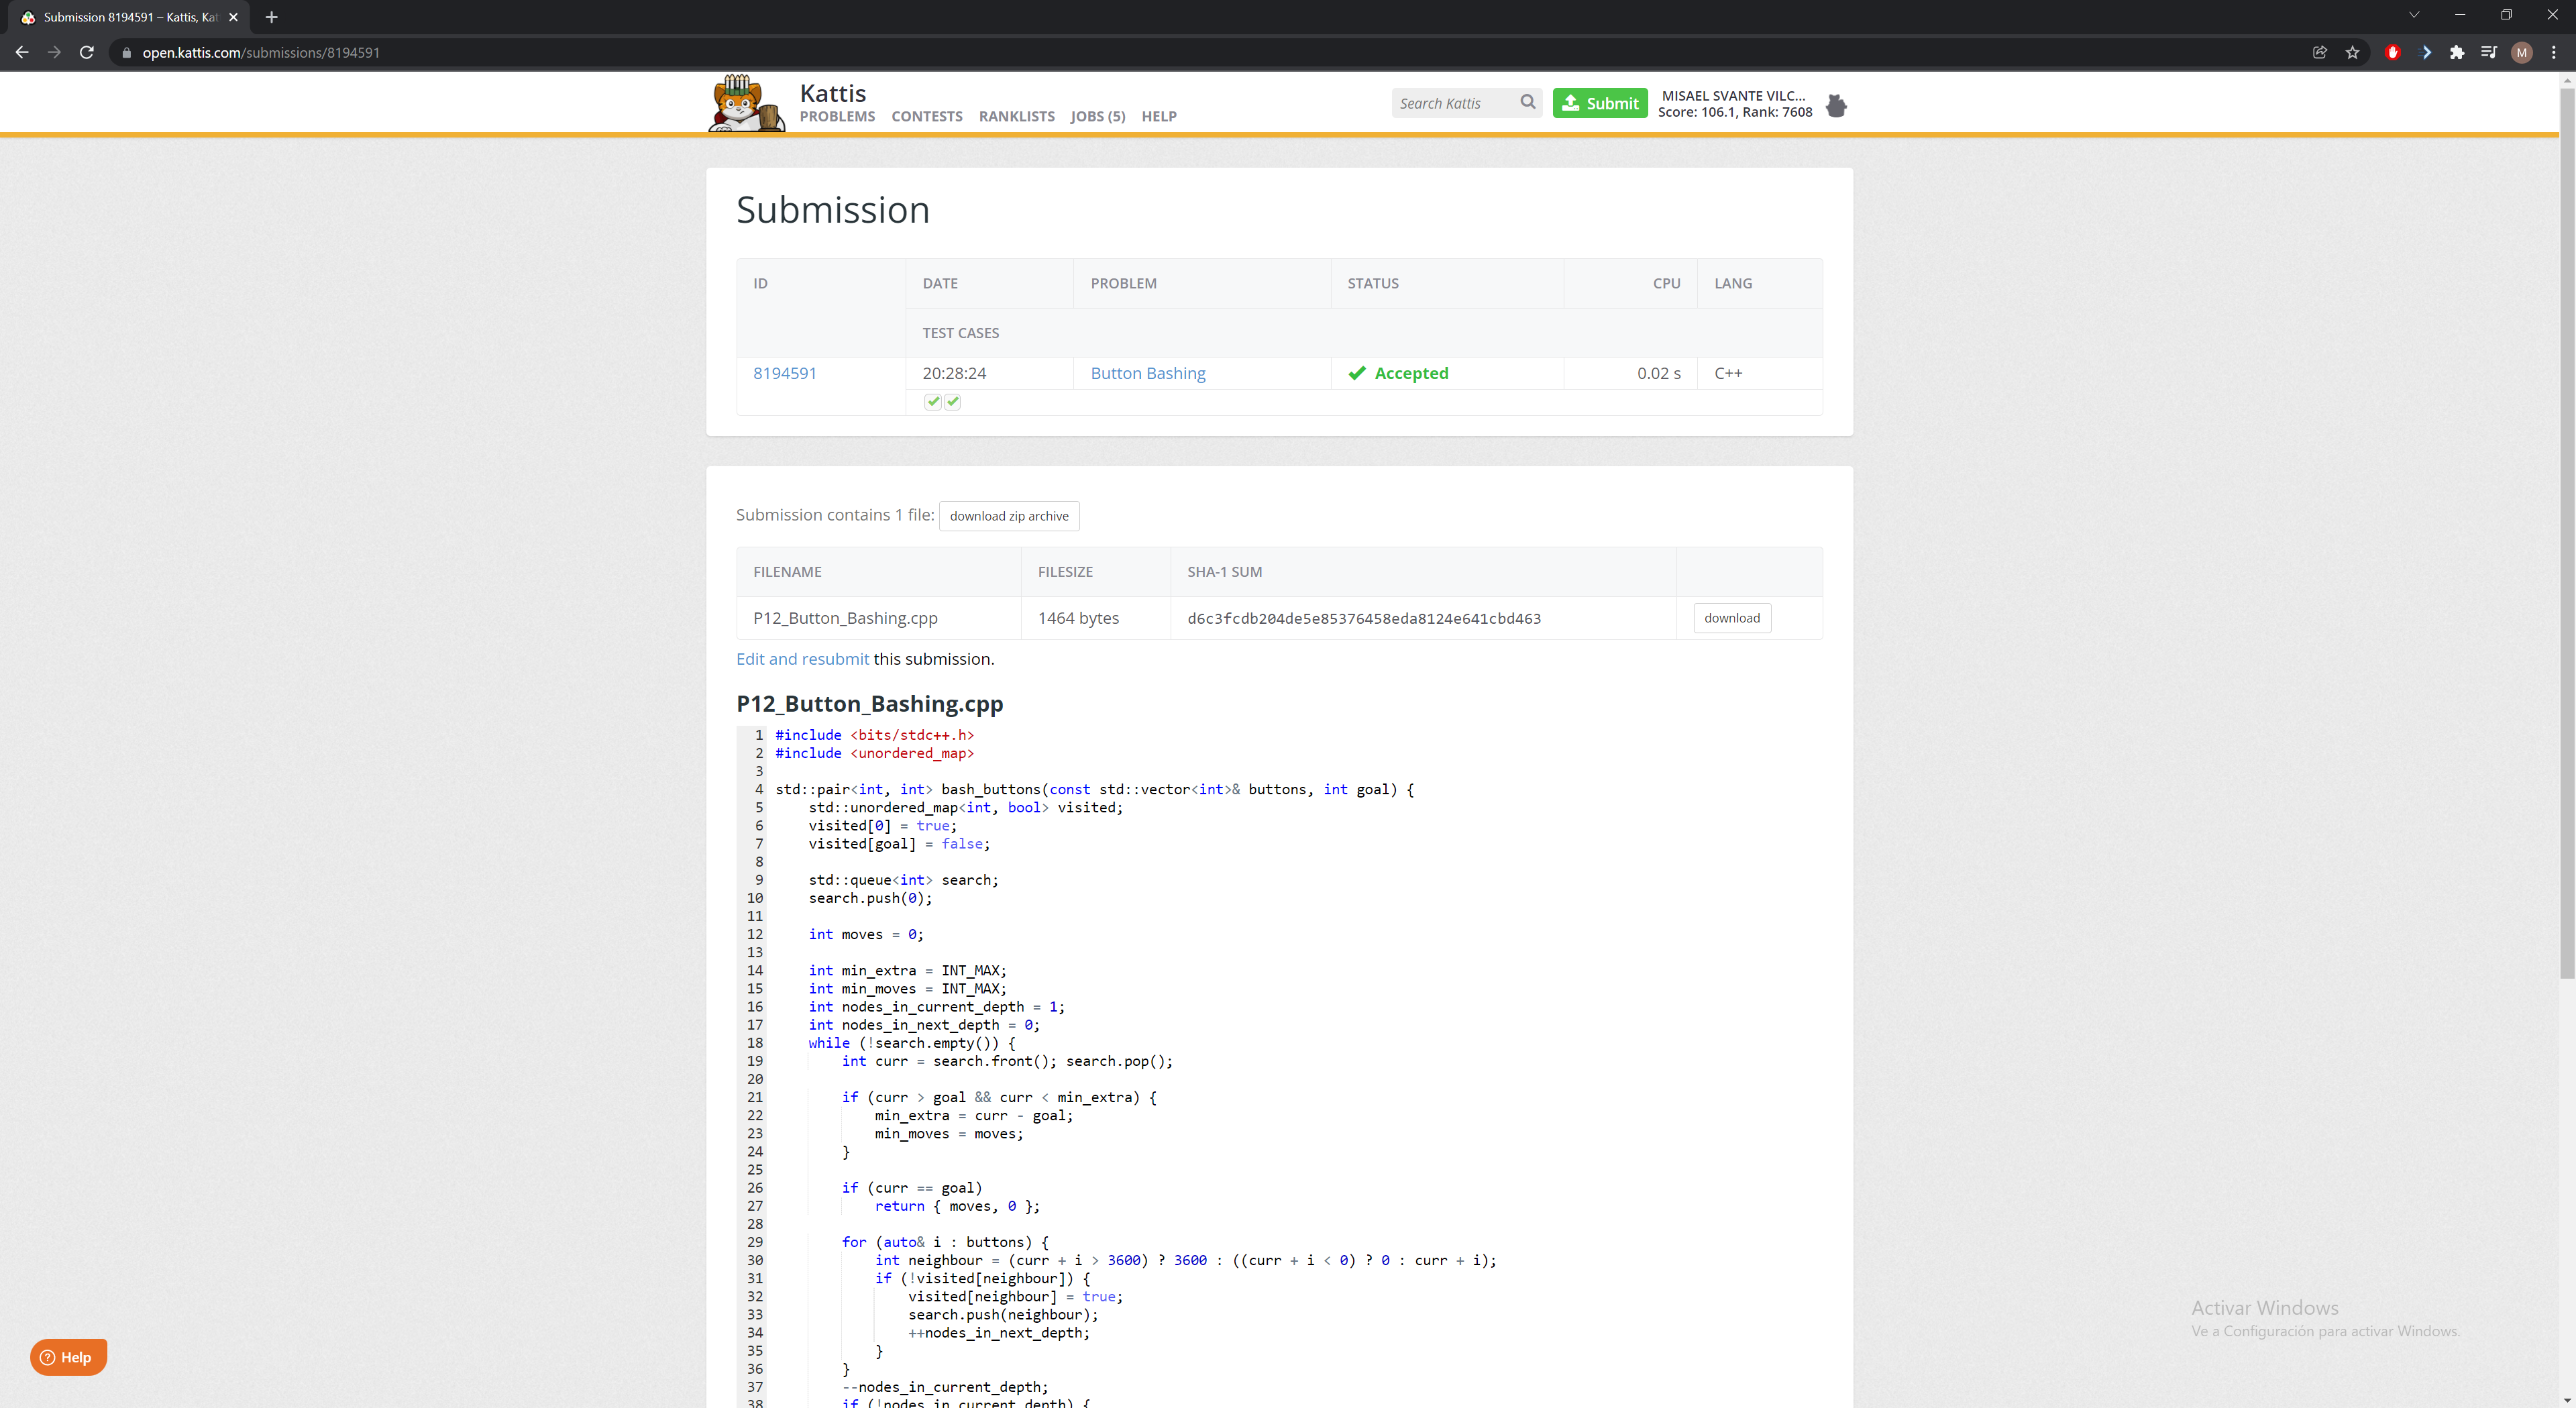 Submission 8194591 – Kattis, Kat
open.kattis.com/submissions/8194591
M
Kattis
PROBLEMS CONTESTS RANKLISTS JOBS (5) HELP
Search Kattis
Submit
MISAEL SVANTE VILC...
Score: 106.1, Rank: 7608
Submission
ID DATE PROBLEM STATUS CPU LANG
TEST CASES
8194591 20:28:24 Button Bashing Accepted 0.02 s C++
Submission contains 1 file: download zip archive
FILENAME FILESIZE SHA-1 SUM
P12_Button_Bashing.cpp 1464 bytes d6c3fcdb204de5e85376458eda8124e641cbd463 download
Edit and resubmit this submission.
P12_Button_Bashing.cpp
1 #include <bits/stdc++.h>
2 #include <unordered_map>
3
4 std::pair<int, int> bash_buttons(const std::vector<int>& buttons, int goal) {
5 std::unordered_map<int, bool> visited;
6 visited[0] = true;
7 visited[goal] = false;
8
9 std::queue<int> search;
10 search.push(0);
11
12 int moves = 0;
13
14 int min_extra = INT_MAX;
15 int min_moves = INT_MAX;
16 int nodes_in_current_depth = 1;
17 int nodes_in_next_depth = 0;
18 while (!search.empty()) {
19 int curr = search.front(); search.pop();
20
21 if (curr > goal && curr < min_extra) {
22 min_extra = curr - goal;
23 min_moves = moves;
24 }
25
26 if (curr == goal)
27 return { moves, 0 };
28
29 for (auto& i : buttons) {
30 int neighbour = (curr + i > 3600) ? 3600 : ((curr + i < 0) ? 0 : curr + i);
31 if (!visited[neighbour]) {
32 visited[neighbour] = true;
33 search.push(neighbour);
34 ++nodes_in_next_depth;
35 }
36 }
37 --nodes_in_current_depth;
38 if (!nodes_in_current_depth) {
Help
Activar Windows
Ve a Configuración para activar Windows.